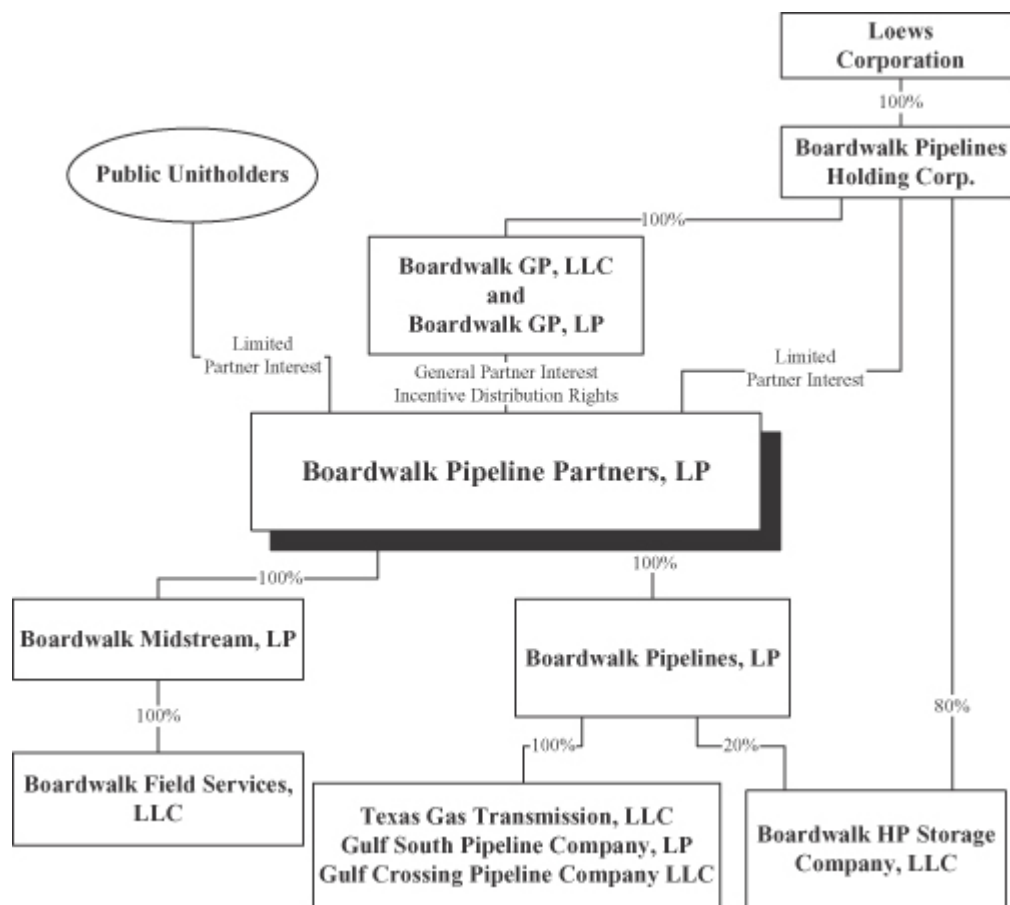 Loews
Corporation
100%
Boardwalk Pipelines
Holding Corp.
Public Unitholders
100%
Boardwalk GP, LLC
and
Boardwalk GP, LP
Limited
Partner Interest
General Partner Interest
Incentive Distribution Rights
Limited
Partner Interest
Boardwalk Pipeline Partners, LP
100%
100%
Boardwalk Midstream, LP
Boardwalk Pipelines, LP
80%
100%
100%
20%
Boardwalk Field Services,
LLC
Texas Gas Transmission, LLC
Gulf South Pipeline Company, LP
Gulf Crossing Pipeline Company LLC
Boardwalk HP Storage
Company, LLC